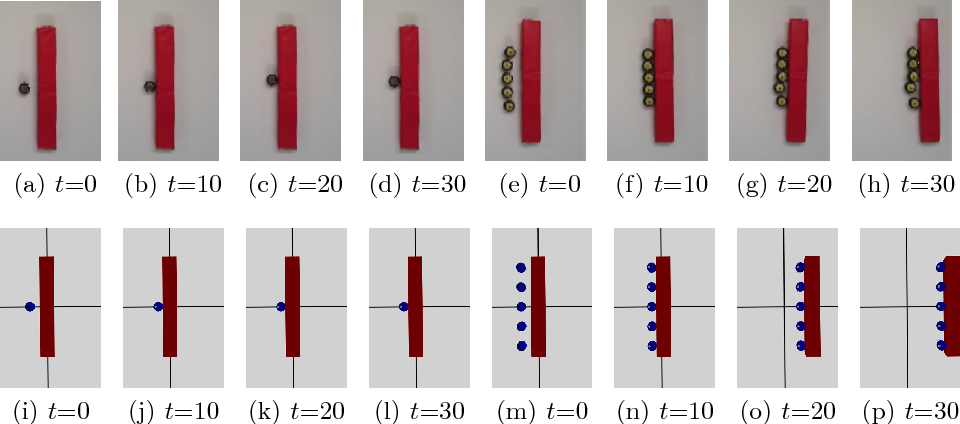 (a) t=0 (b) t=10 (c) t=20 (d) t=30 (e) t=0 (f) t=10 (g) t=20 (h) t=30
(i) t=0 (j) t=10 (k) t=20 (l) t=30 (m) t=0 (n) t=10 (o) t=20 (p) t=30